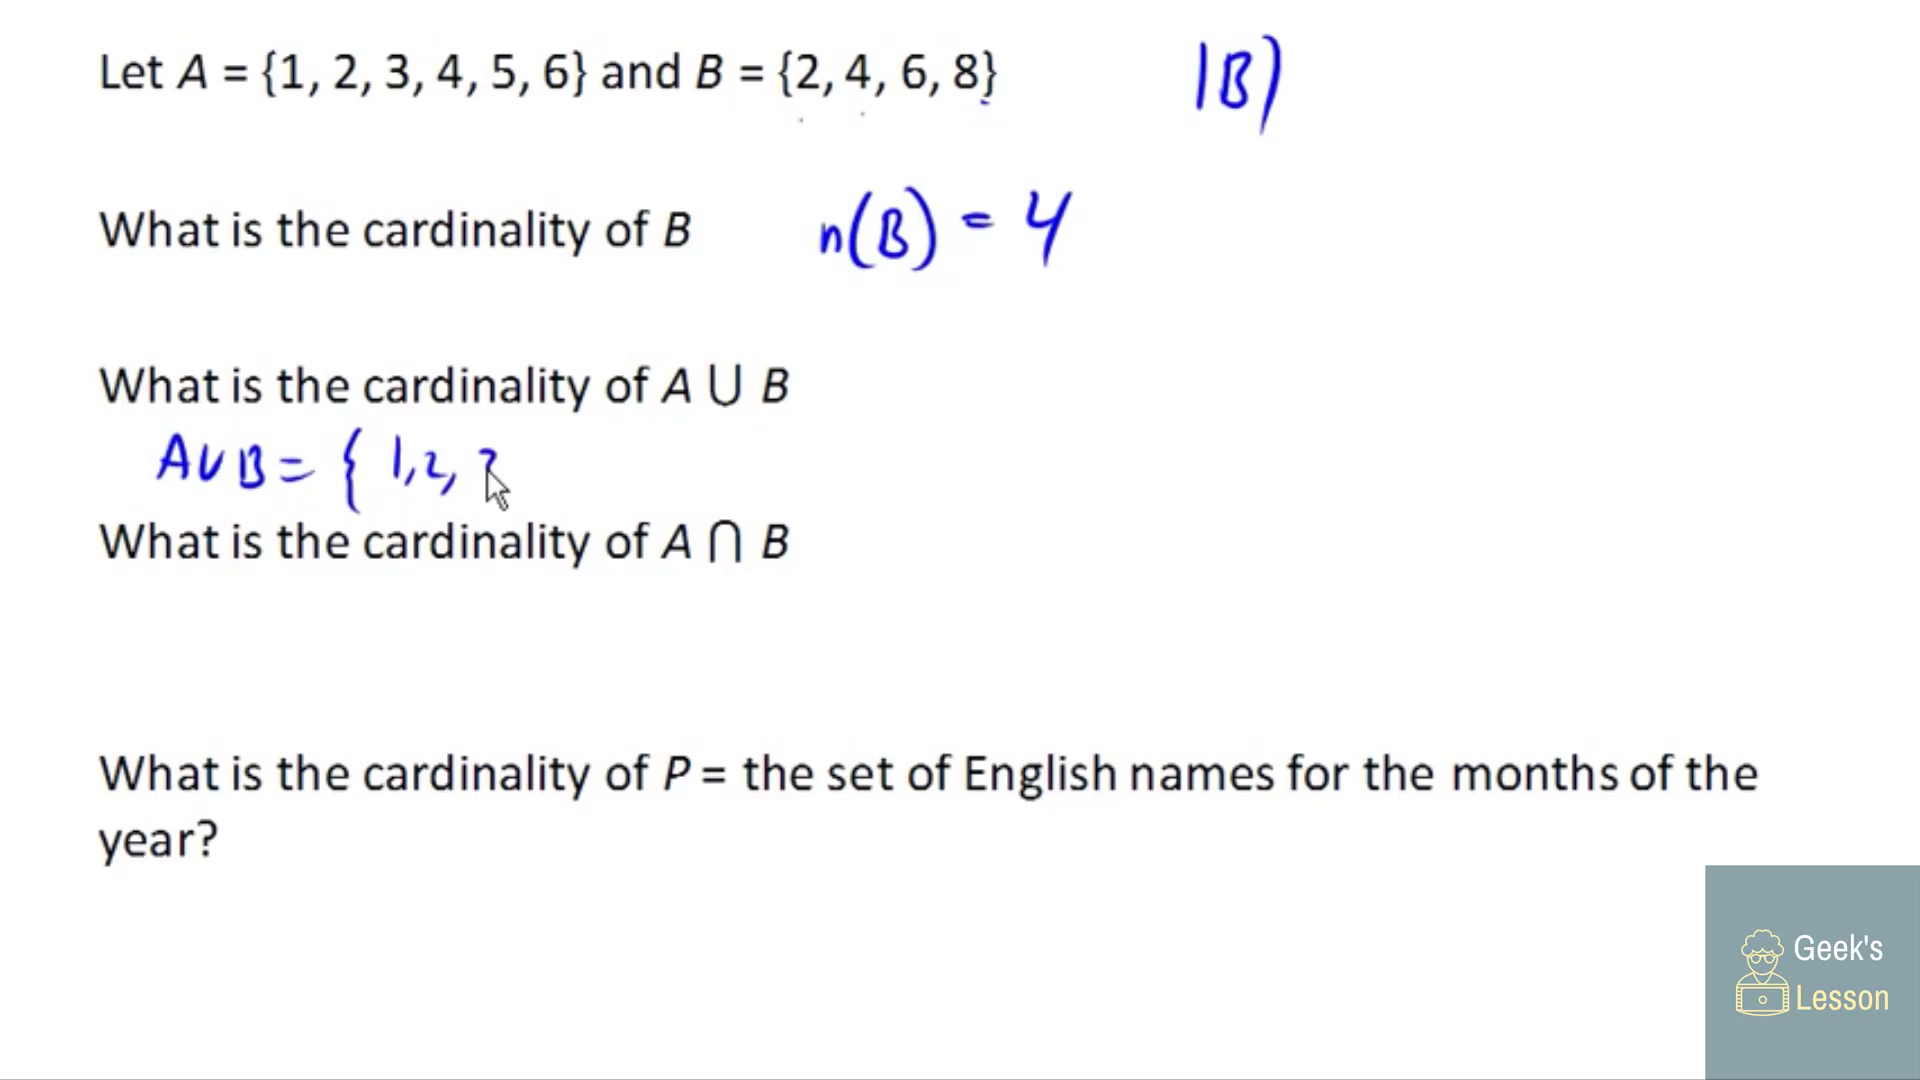 Let A = {1, 2, 3, 4, 5, 6} and B = {2, 4, 6, 8}
|B|
What is the cardinality of B
n(B) = 4
What is the cardinality of A ∪ B
A∪B = { 1, 2, 3
What is the cardinality of A ∩ B
What is the cardinality of P = the set of English names for the months of the
year?
Geek's
Lesson